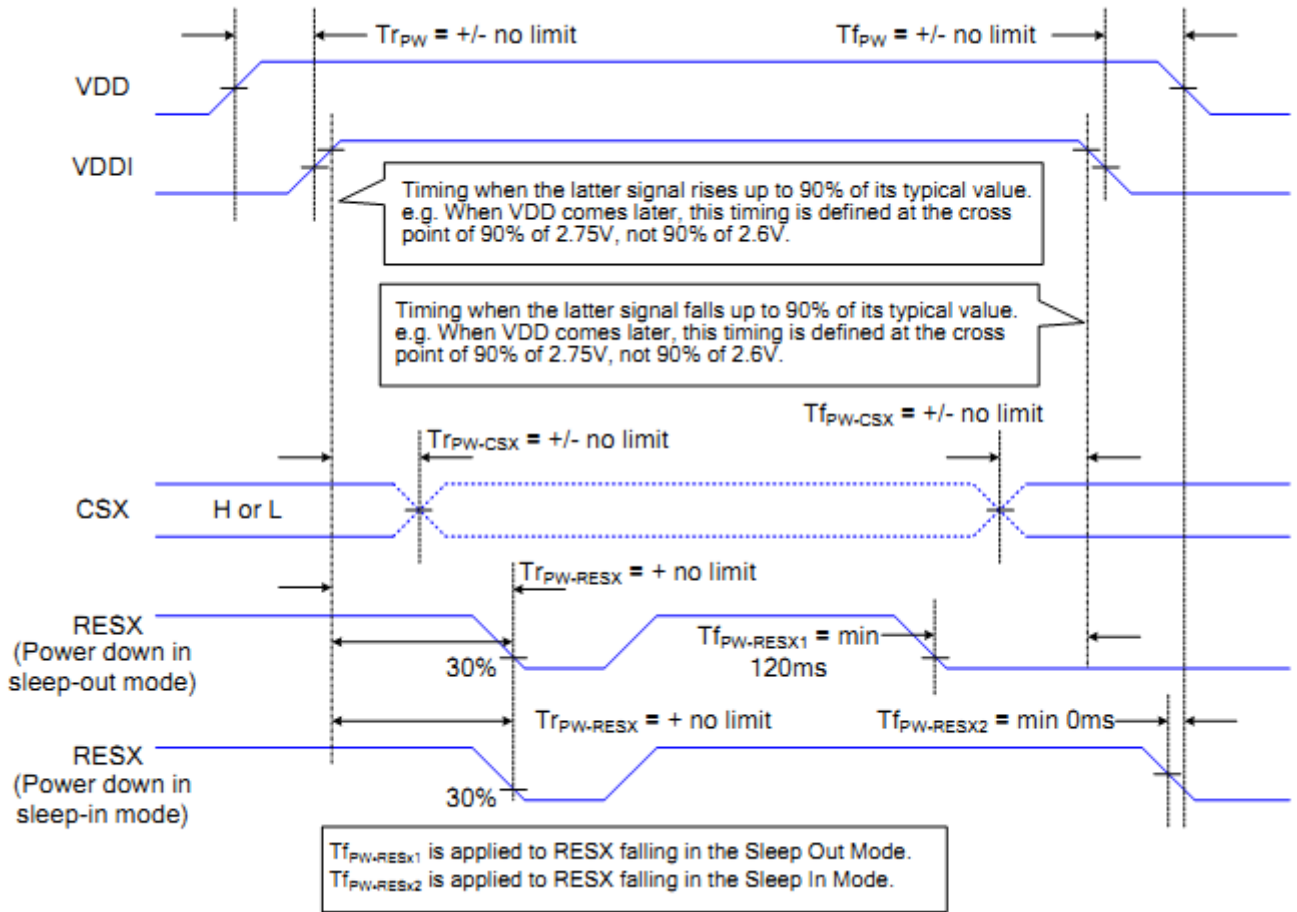 TrPW = +/- no limit
TfPW = +/- no limit
VDD
VDDI
Timing when the latter signal rises up to 90% of its typical value.
e.g. When VDD comes later, this timing is defined at the cross
point of 90% of 2.75V, not 90% of 2.6V.
Timing when the latter signal falls up to 90% of its typical value.
e.g. When VDD comes later, this timing is defined at the cross
point of 90% of 2.75V, not 90% of 2.6V.
TfPW-CSX = +/- no limit
TrPW-CSX = +/- no limit
CSX
H or L
TrPW-RESX = + no limit
RESX
(Power down in
sleep-out mode)
30%
TfPW-RESX1 = min
120ms
TrPW-RESX = + no limit
TfPW-RESX2 = min 0ms
RESX
(Power down in
sleep-in mode)
30%
TfPW-RESx1 is applied to RESX falling in the Sleep Out Mode.
TfPW-RESx2 is applied to RESX falling in the Sleep In Mode.